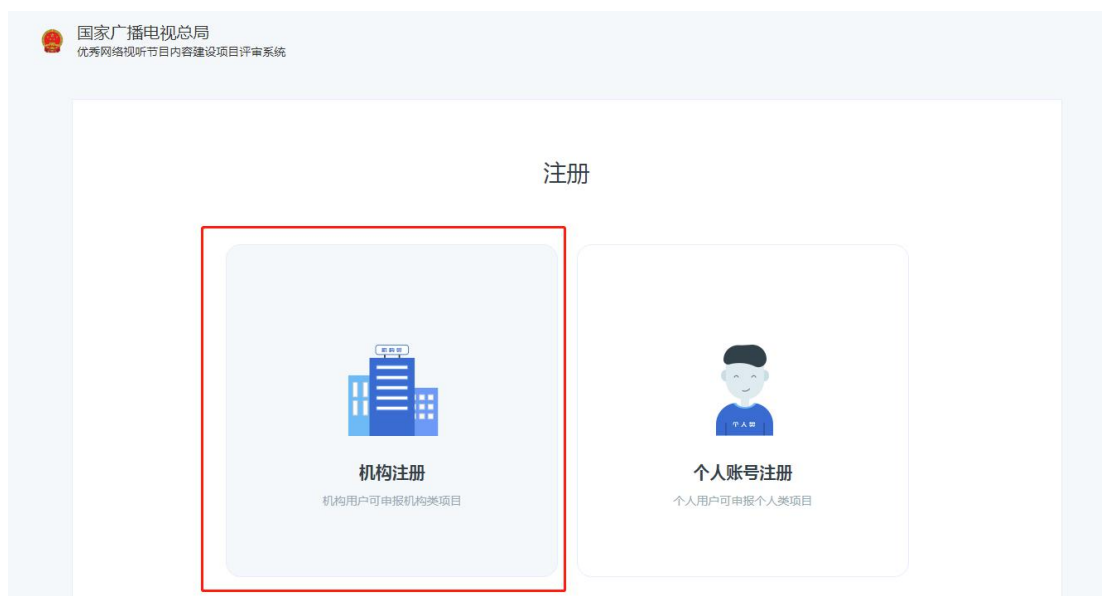 国家广播电视总局
优秀网络视听节目内容建设项目评审系统
注册
机构注册
机构用户可申报机构类项目
个人账号注册
个人用户可申报个人类项目